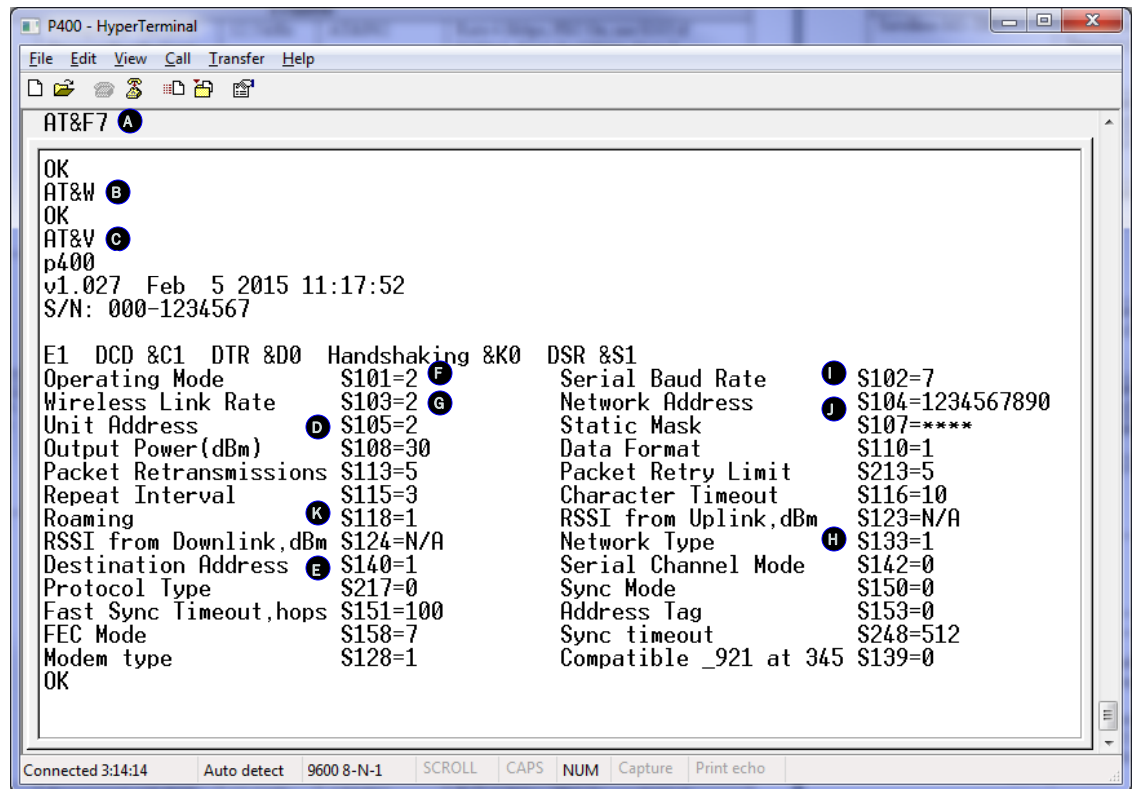 P400 - HyperTerminal
File Edit View Call Transfer Help
AT&F7 A
OK
AT&W B
OK
AT&V C
p400
v1.027 Feb 5 2015 11:17:52
S/N: 000-1234567
E1 DCD &C1 DTR &D0 Handshaking &K0 DSR &S1
Operating Mode S101=2 F Serial Baud Rate I S102=7
Wireless Link Rate S103=2 G Network Address S104=1234567890
Unit Address D S105=2 Static Mask J S107=****
Output Power(dBm) S108=30 Data Format S110=1
Packet Retransmissions S113=5 Packet Retry Limit S213=5
Repeat Interval S115=3 Character Timeout S116=10
Roaming K S118=1 RSSI from Uplink,dBm S123=N/A
RSSI from Downlink,dBm S124=N/A Network Type H S133=1
Destination Address E S140=1 Serial Channel Mode S142=0
Protocol Type S217=0 Sync Mode S150=0
Fast Sync Timeout,hops S151=100 Address Tag S153=0
FEC Mode S158=7 Sync timeout S248=512
Modem type S128=1 Compatible _921 at 345 S139=0
OK
Connected 3:14:14 Auto detect 9600 8-N-1 SCROLL CAPS NUM Capture Print echo